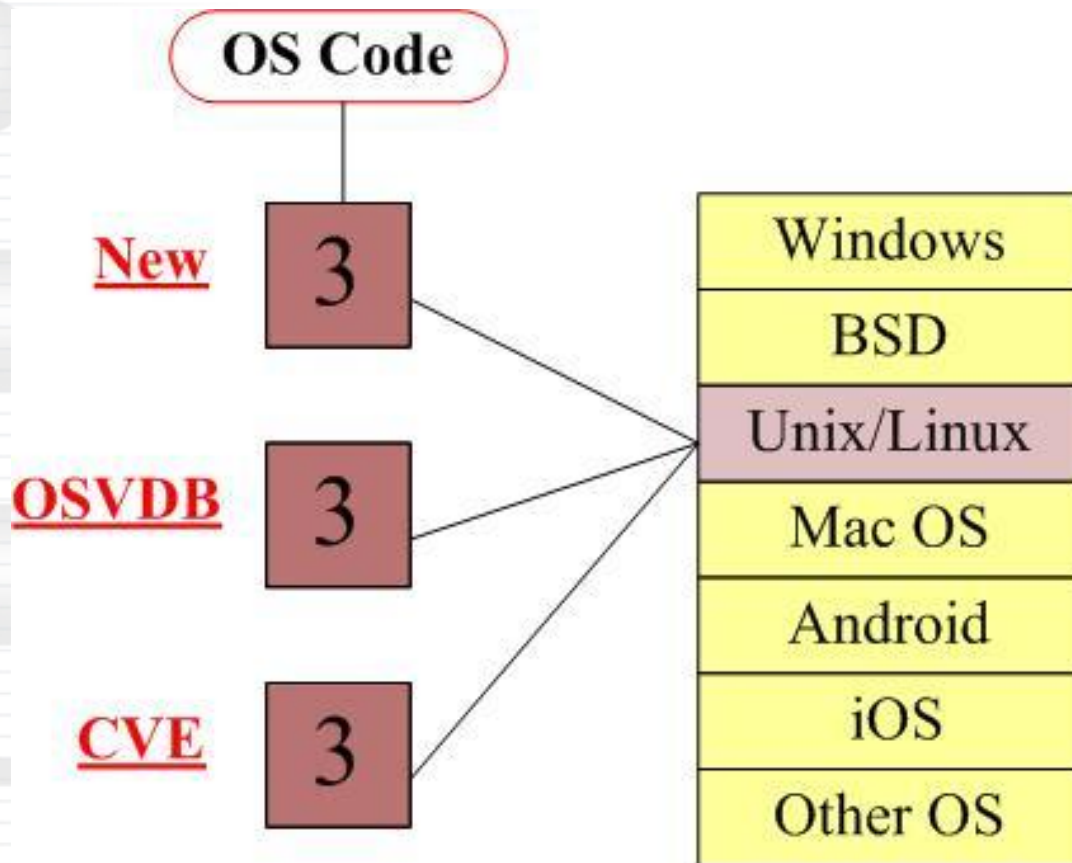 OS Code
New
3
OSVDB
3
CVE
3
Windows
BSD
Unix/Linux
Mac OS
Android
iOS
Other OS